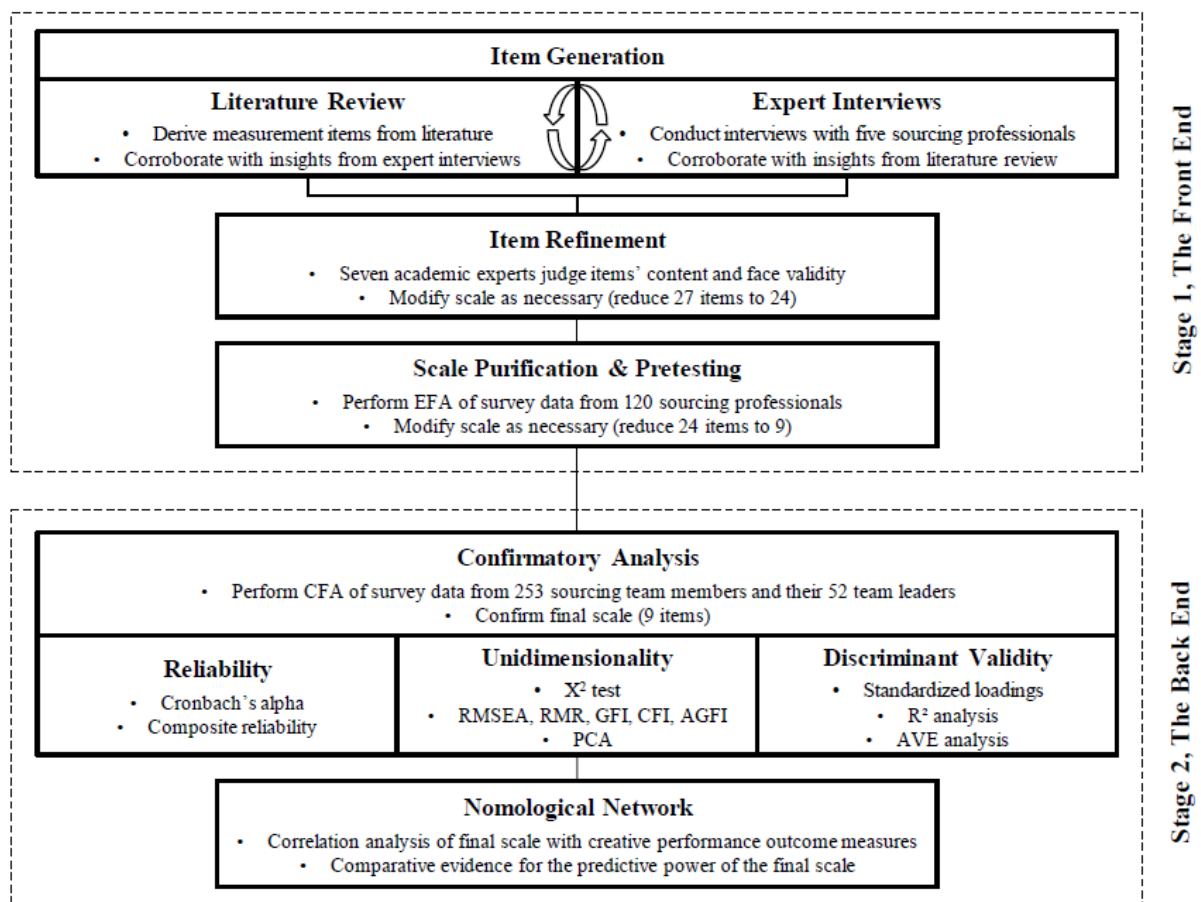 Item Generation
Literature Review
• Derive measurement items from literature
• Corroborate with insights from expert interviews
Expert Interviews
• Conduct interviews with five sourcing professionals
• Corroborate with insights from literature review
Item Refinement
• Seven academic experts judge items’ content and face validity
• Modify scale as necessary (reduce 27 items to 24)
Scale Purification & Pretesting
• Perform EFA of survey data from 120 sourcing professionals
• Modify scale as necessary (reduce 24 items to 9)
Stage 1, The Front End
Confirmatory Analysis
• Perform CFA of survey data from 253 sourcing team members and their 52 team leaders
• Confirm final scale (9 items)
Reliability
• Cronbach’s alpha
• Composite reliability
Unidimensionality
• X² test
• RMSEA, RMR, GFI, CFI, AGFI
• PCA
Discriminant Validity
• Standardized loadings
• R² analysis
• AVE analysis
Nomological Network
• Correlation analysis of final scale with creative performance outcome measures
• Comparative evidence for the predictive power of the final scale
Stage 2, The Back End